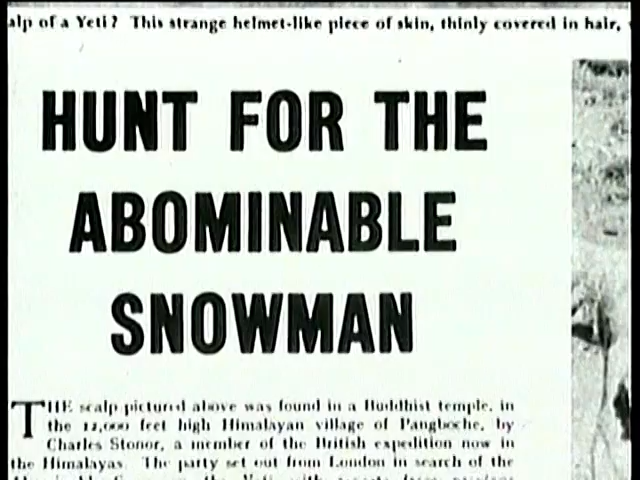 alp of a Yeti? This strange helmet-like piece of skin, thinly covered in hair,
HUNT FOR THE
ABOMINABLE
SNOWMAN
THE scalp pictured above was found in a Buddhist temple, in
the 12,000 feet high Himalayan village of Pangboche, by
Charles Stonor, a member of the British expedition now in
the Himalayas. The party set out from London in search of the